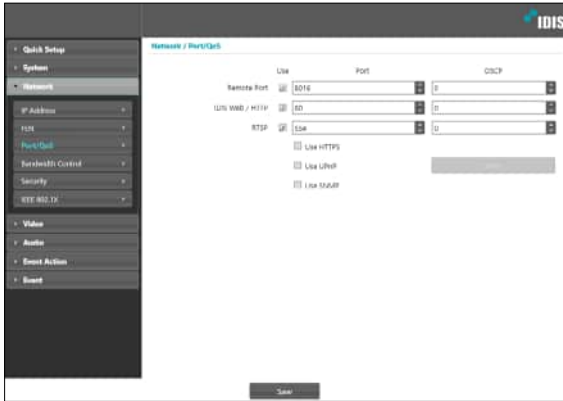 IDIS
Quick Setup
System
Network
IP Address
FEN
Port/QoS
Bandwidth Control
Security
IEEE 802.1X
Video
Audio
Event Action
Event
Network / Port/QoS
Use Port DSCP
Remote Port 8016 0
IDIS Web / HTTP 80 0
RTSP 554 0
Use HTTPS
Use UPnP
Use SNMP
Save